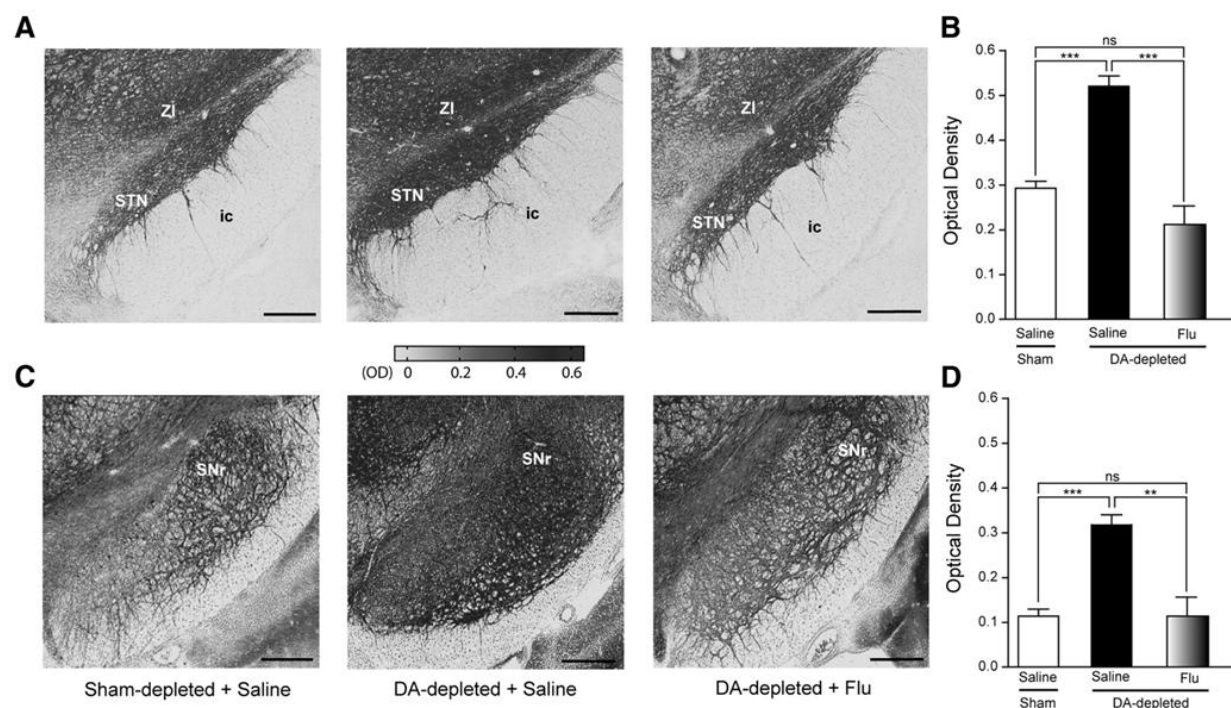 A
ZI
STN
ic
ZI
STN
ic
ZI
STN
ic
B
Optical Density
0.6
0.5
0.4
0.3
0.2
0.1
0.0
ns
*** ***
Saline Saline Flu
Sham DA-depleted
(OD) 0 0.2 0.4 0.6
C
SNr
SNr
SNr
Sham-depleted + Saline DA-depleted + Saline DA-depleted + Flu
D
Optical Density
0.6
0.5
0.4
0.3
0.2
0.1
0.0
ns
*** **
Saline Saline Flu
Sham DA-depleted